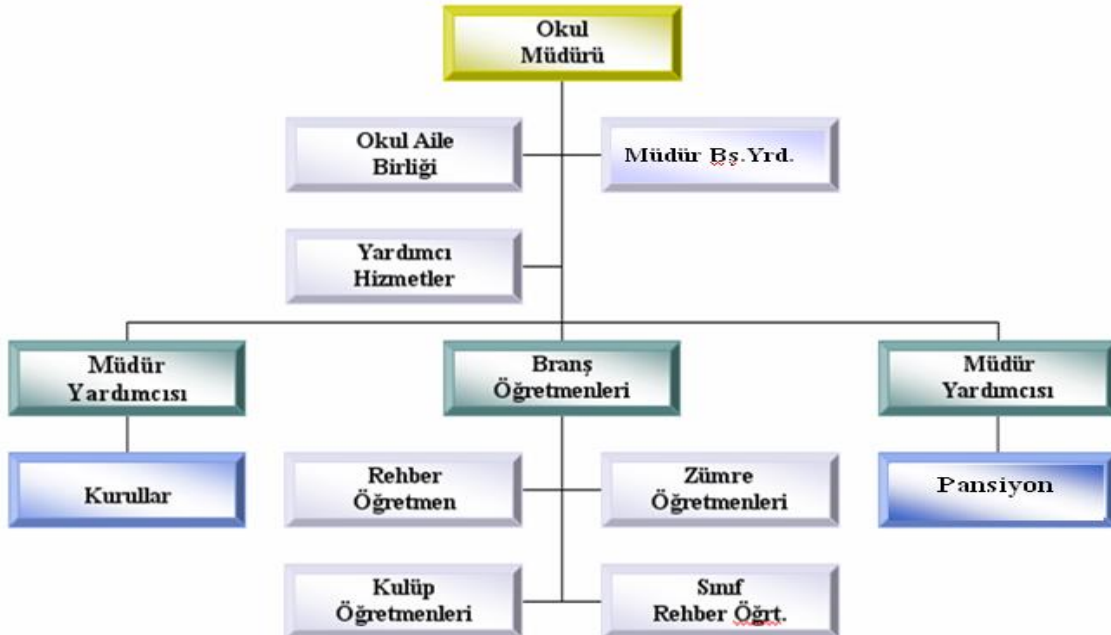 Okul
Müdürü
Okul Aile
Birliği
Müdür Bş.Yrd.
Yardımcı
Hizmetler
Müdür
Yardımcısı
Branş
Öğretmenleri
Müdür
Yardımcısı
Kurullar
Rehber
Öğretmen
Zümre
Öğretmenleri
Pansiyon
Kulüp
Öğretmenleri
Sınıf
Rehber Öğrt.